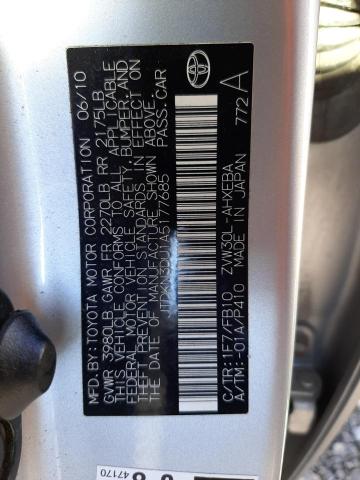 MFD.BY:TOYOTA MOTOR CORPORATION 06/10
GVWR 3980LB GAWR FR 2270LB RR 2175LB
THIS VEHICLE CONFORMS TO ALL APPLICABLE
FEDERAL MOTOR VEHICLE SAFETY, BUMPER, AND
THEFT PREVENTION STANDARDS IN EFFECT ON
THE DATE OF MANUFACTURE SHOWN ABOVE.
PASS.CAR
C/TR:1F7/FB10 ZVW30L-AHXEBA
A/TM:-01A/P410 MADE IN JAPAN
772 A
47170